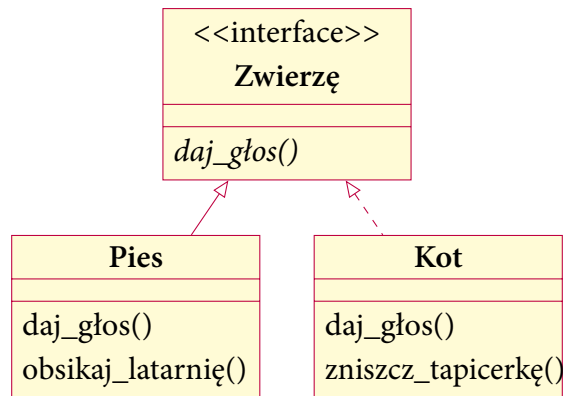 <<interface>>
Zwierzę
daj_głos()
Pies
daj_głos()
obsikaj_latarnię()
Kot
daj_głos()
zniszcz_tapicerkę()